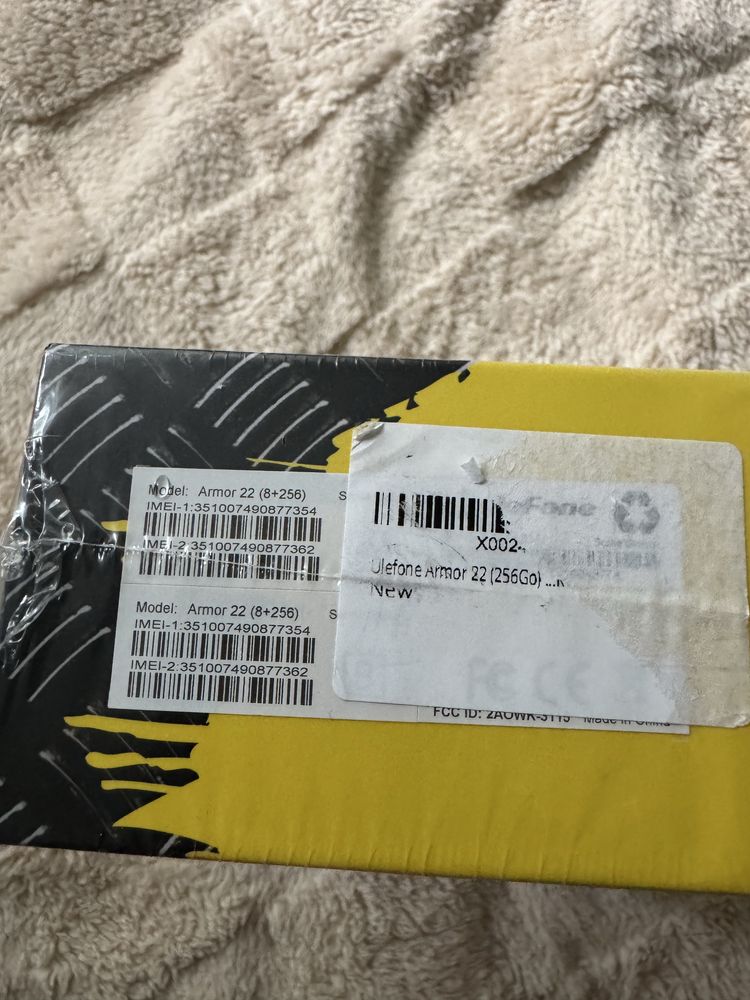 Model: Armor 22 (8+256) S
IMEI-1:351007490877354
IMEI-2:351007490877362
Model: Armor 22 (8+256) S
IMEI-1:351007490877354
IMEI-2:351007490877362
X002
Ulefone Armor 22 (256Go) ...
New
FCC ID: 2AOWK-3115 Made in China